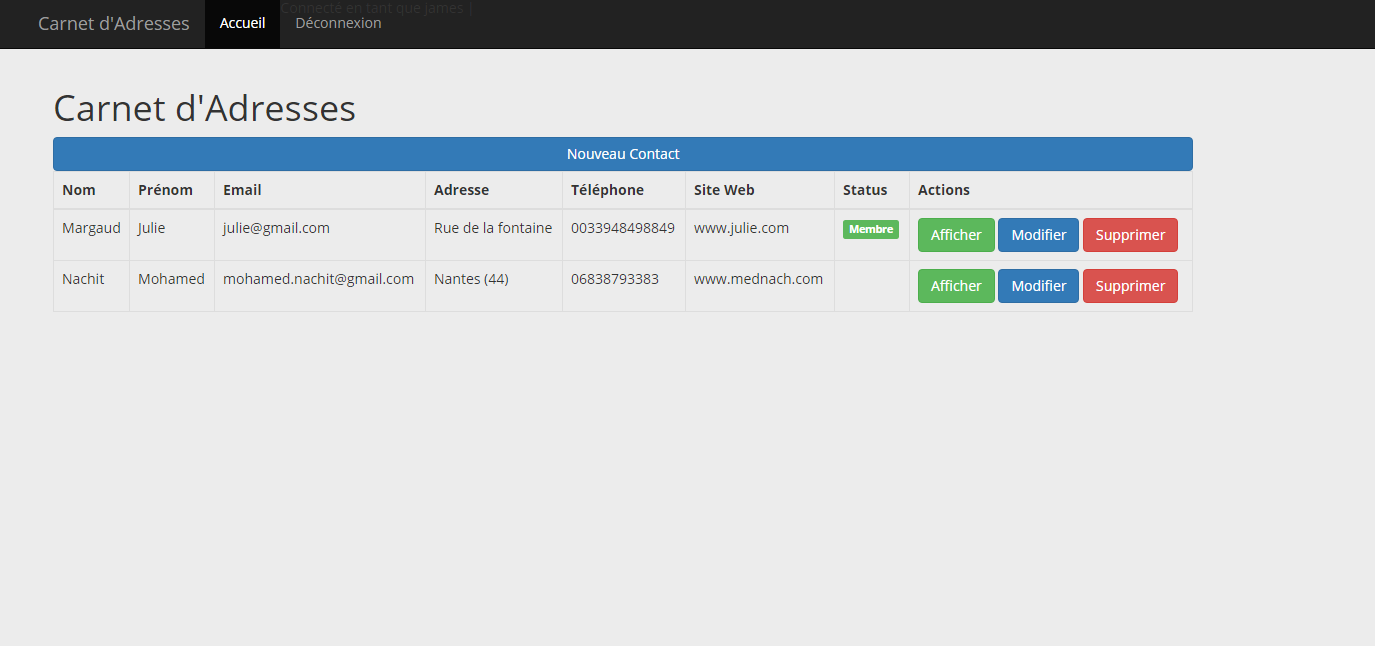 Connecté en tant que James |
Carnet d'Adresses Accueil Déconnexion
Carnet d'Adresses
Nouveau Contact
Nom Prénom Email Adresse Téléphone Site Web Status Actions
Margaud Julie julie@gmail.com Rue de la fontaine 0033948498849 www.julie.com Membre Afficher Modifier Supprimer
Nachit Mohamed mohamed.nachit@gmail.com Nantes (44) 06838793383 www.mednach.com Afficher Modifier Supprimer